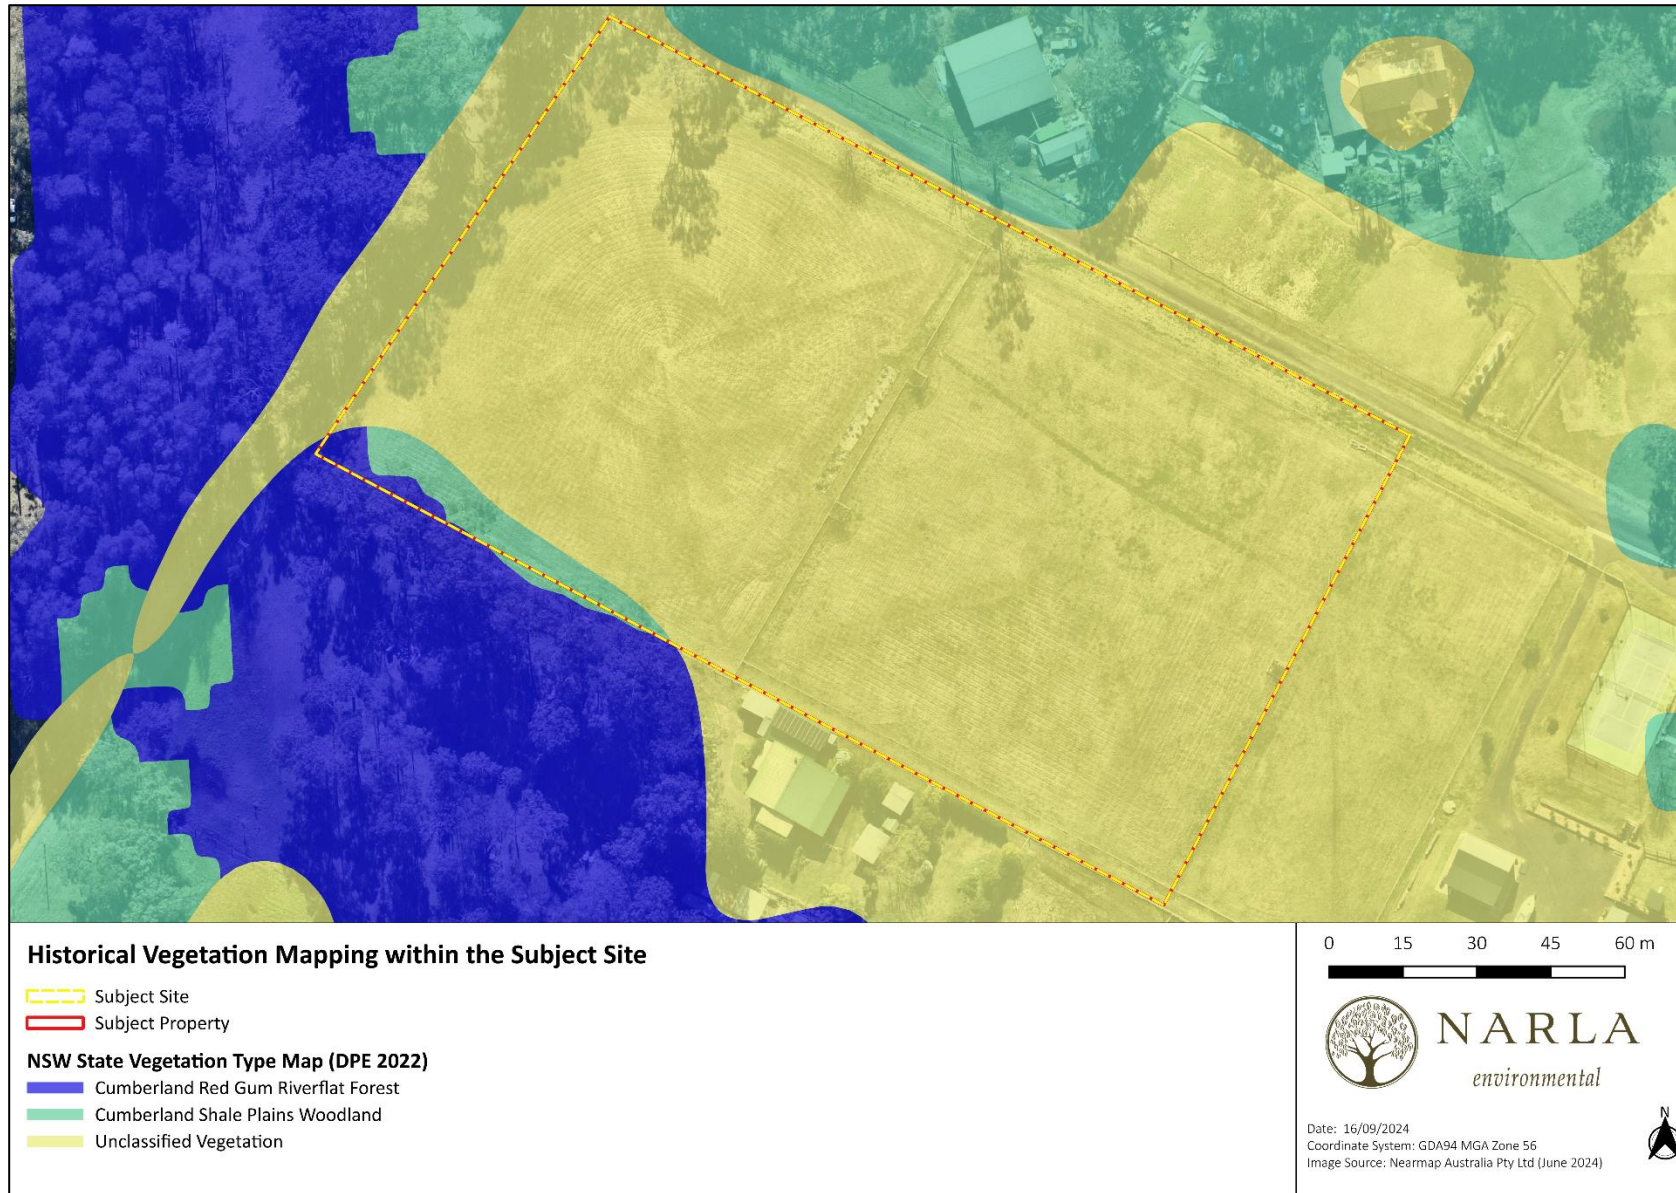 Historical Vegetation Mapping within the Subject Site
Subject Site
Subject Property
NSW State Vegetation Type Map (DPE 2022)
Cumberland Red Gum Riverflat Forest
Cumberland Shale Plains Woodland
Unclassified Vegetation
0 15 30 45 60 m
NARLA
environmental
N
Date: 16/09/2024
Coordinate System: GDA94 MGA Zone 56
Image Source: Nearmap Australia Pty Ltd (June 2024)